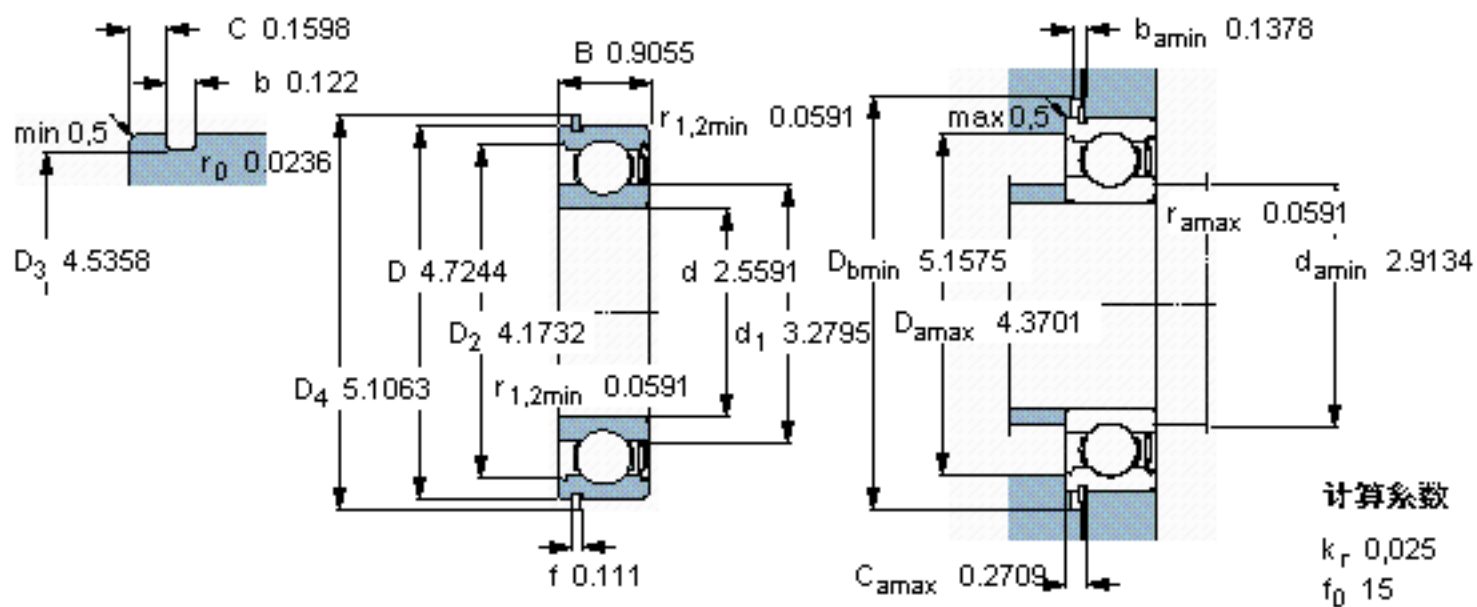 C 0.1598
b 0.122
min 0,5
r0 0.0236
D3 4.5358
B 0.9055
r1,2min 0.0591
D 4.7244
d 2.5591
D2 4.1732
d1 3.2795
D4 5.1063
r1,2min 0.0591
f 0.111
bamin 0.1378
max 0,5
ramax 0.0591
Dbmin 5.1575
damin 2.9134
Damax 4.3701
Camax 0.2709
计算系数
kr 0,025
f0 15